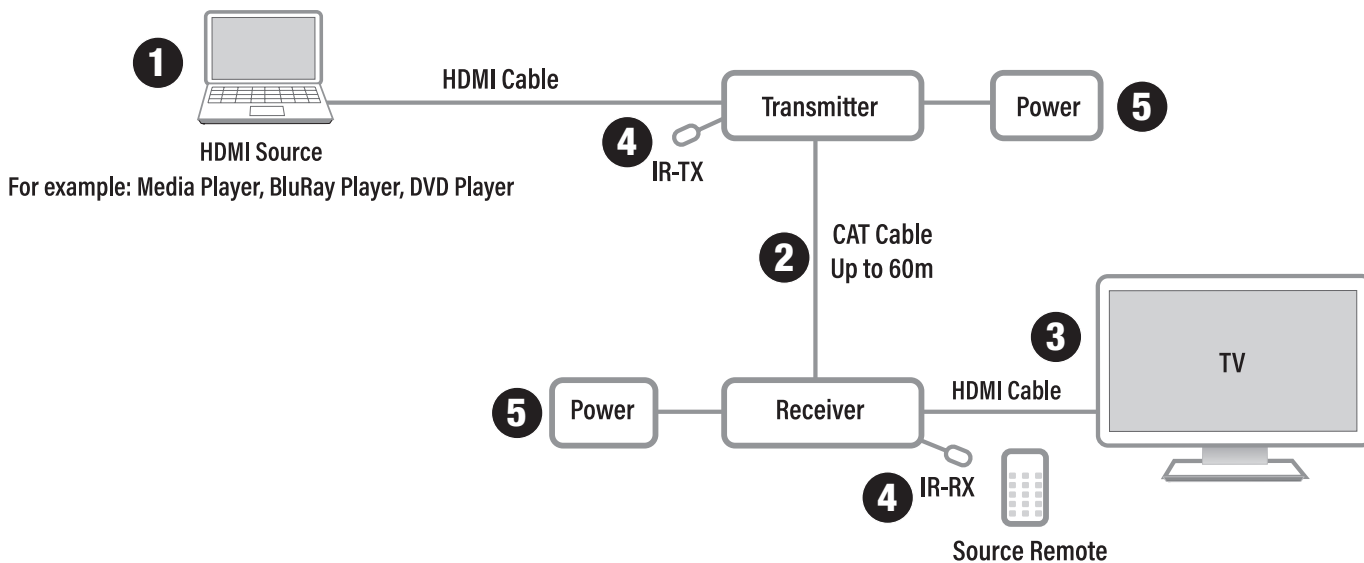 1
HDMI Cable
Transmitter
Power
5
HDMI Source
For example: Media Player, BluRay Player, DVD Player
4
IR-TX
2
CAT Cable
Up to 60m
3
TV
5
Power
Receiver
HDMI Cable
4
IR-RX
Source Remote